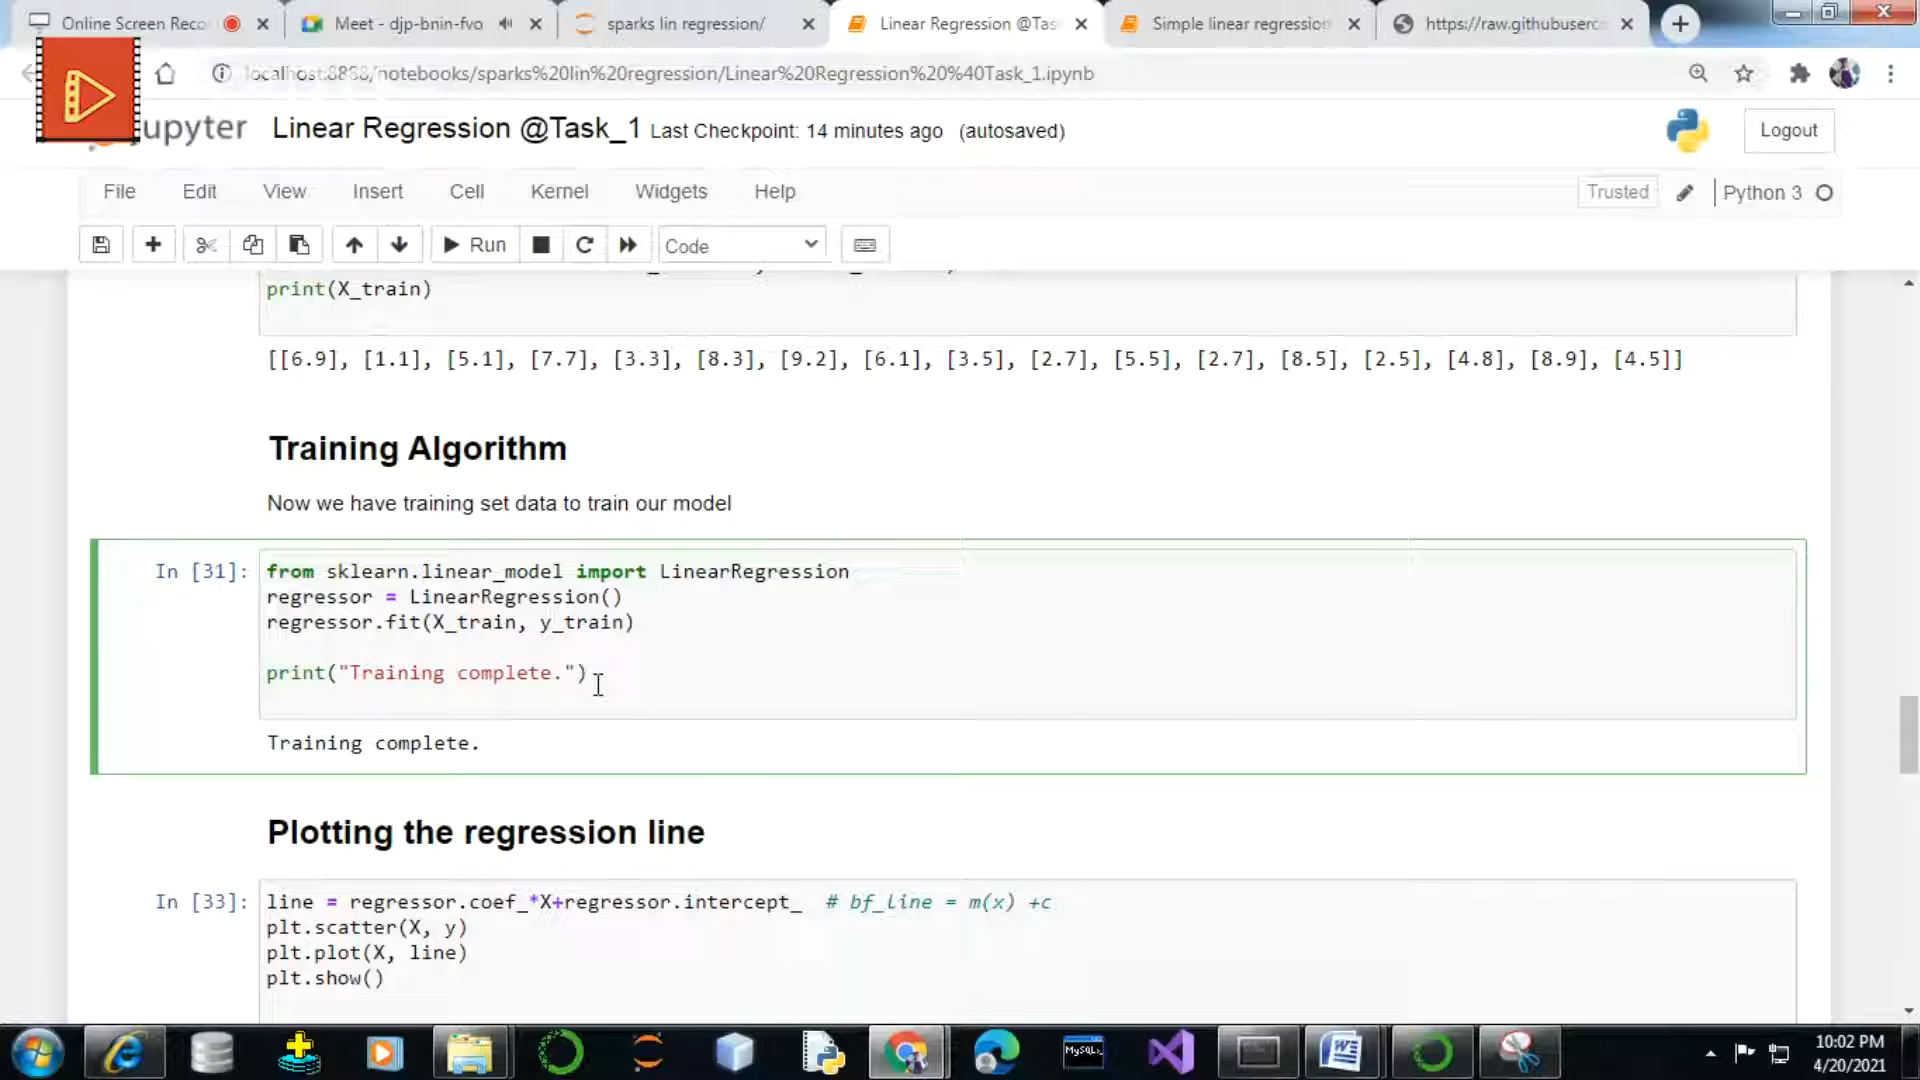 Online Screen Reco
Meet - djp-bnin-fvo
sparks lin regression/
Linear Regression @Tas
Simple linear regression
https://raw.githubuserc
localhost:8888/notebooks/sparks%20lin%20regression/Linear%20Regression%20%40Task_1.ipynb
upyter Linear Regression @Task_1 Last Checkpoint: 14 minutes ago (autosaved)
Logout
File Edit View Insert Cell Kernel Widgets Help
Trusted
Python 3
Run
Code
print(X_train)
[[6.9], [1.1], [5.1], [7.7], [3.3], [8.3], [9.2], [6.1], [3.5], [2.7], [5.5], [2.7], [8.5], [2.5], [4.8], [8.9], [4.5]]
Training Algorithm
Now we have training set data to train our model
In [31]: from sklearn.linear_model import LinearRegression
regressor = LinearRegression()
regressor.fit(X_train, y_train)
print("Training complete.")
Training complete.
Plotting the regression line
In [33]: line = regressor.coef_*X+regressor.intercept_ # bf_line = m(x) +c
plt.scatter(X, y)
plt.plot(X, line)
plt.show()
MySQL
10:02 PM
4/20/2021